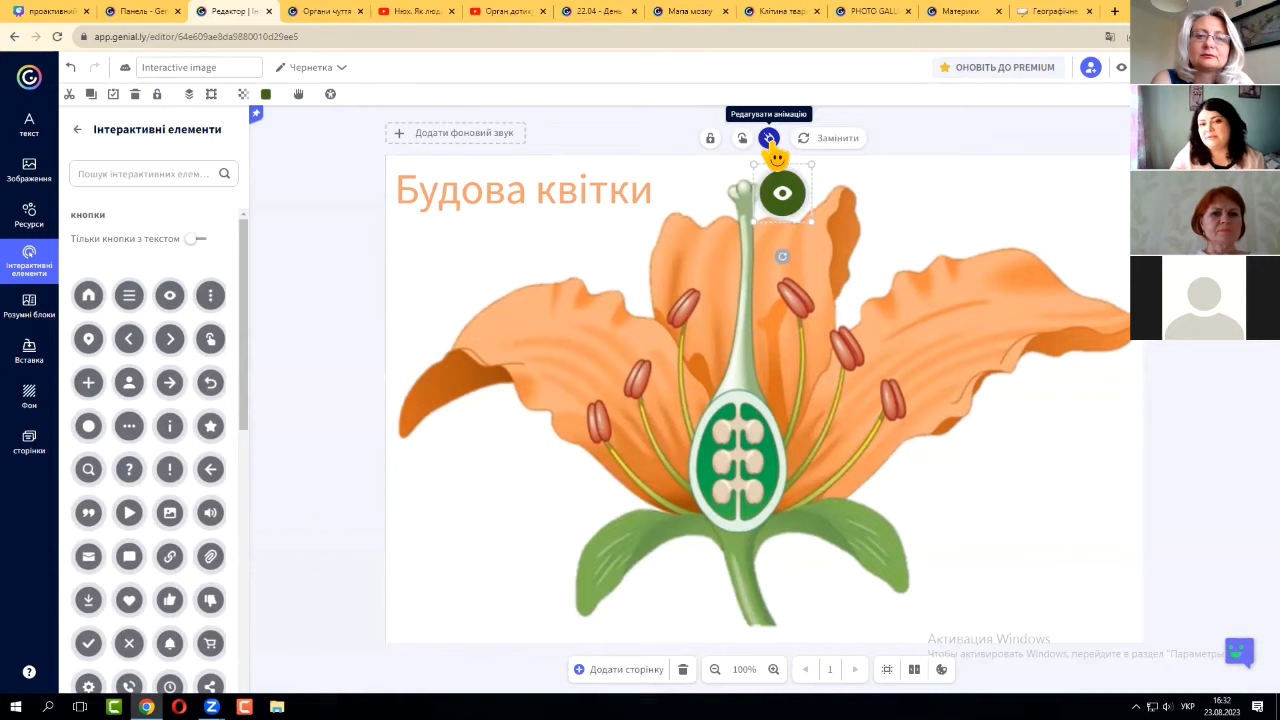 проактивний
Панель - Gen
Редактор | In
Органи чуття
Нюх. Як люд
Орган дотику
22.04 - День
Мапа мозку
Клітина твар
PHOTO GALL
Материки
Географічне
app.genial.ly/editor/64e609ae8da9880010d29ee5
Interactive image
Чернетка
ОНОВІТЬ ДО PREMIUM
текст
Зображення
Ресурси
Інтерактивні елементи
Розумні блоки
Вставка
Фон
сторінки
Інтерактивні елементи
Пошук інтерактивних елем...
КНОПКИ
Тільки кнопки з текстом
Додати фоновий звук
Редагувати анімацію
Замінити
Будова квітки
Активация Windows
Чтобы активировать Windows, перейдите в раздел "Параметры
Додати сторінку
100%
1
УКР
16:32
23.08.2023